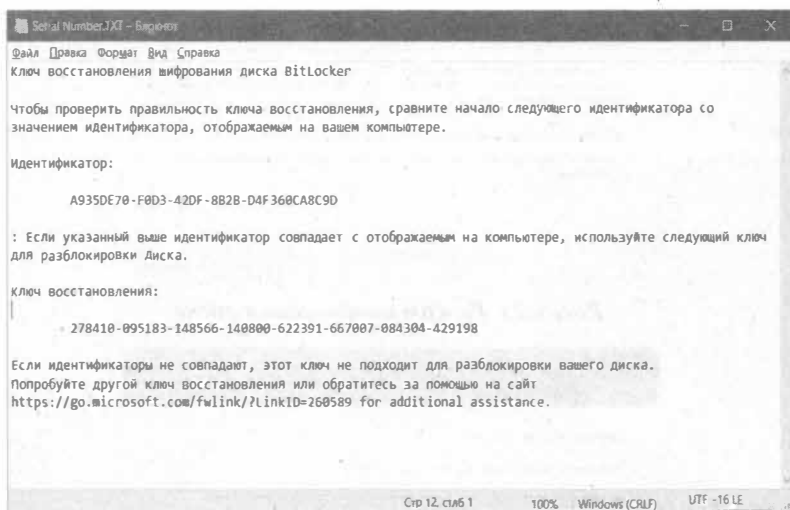 Serial Number.TXT – Блокнот
Файл Правка Формат Вид Справка
Ключ восстановления шифрования диска BitLocker
Чтобы проверить правильность ключа восстановления, сравните начало следующего идентификатора со
значением идентификатора, отображаемым на вашем компьютере.
Идентификатор:
A935DE70-F0D3-42DF-8B2B-D4F360CA8C9D
: Если указанный выше идентификатор совпадает с отображаемым на компьютере, используйте следующий ключ
для разблокировки диска.
Ключ восстановления:
278410-095183-148566-140800-622391-667007-084304-429198
Если идентификаторы не совпадают, этот ключ не подходит для разблокировки вашего диска.
Попробуйте другой ключ восстановления или обратитесь за помощью на сайт
https://go.microsoft.com/fwlink/?LinkID=260589 for additional assistance.
Стр 12, стлб 1 100% Windows (CRLF) UTF -16 LE